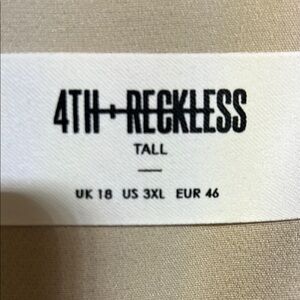 4TH+RECKLESS
TALL
UK 18 US 3XL EUR 46